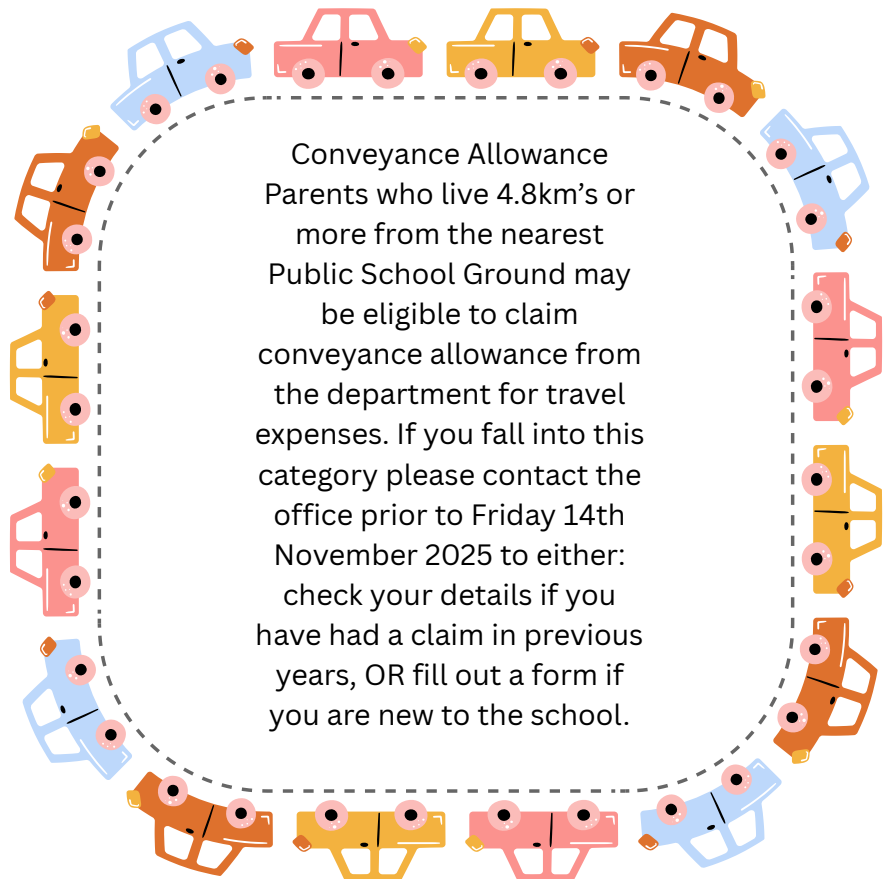 Conveyance Allowance
Parents who live 4.8km’s or
more from the nearest
Public School Ground may
be eligible to claim
conveyance allowance from
the department for travel
expenses. If you fall into this
category please contact the
office prior to Friday 14th
November 2025 to either:
check your details if you
have had a claim in previous
years, OR fill out a form if
you are new to the school.